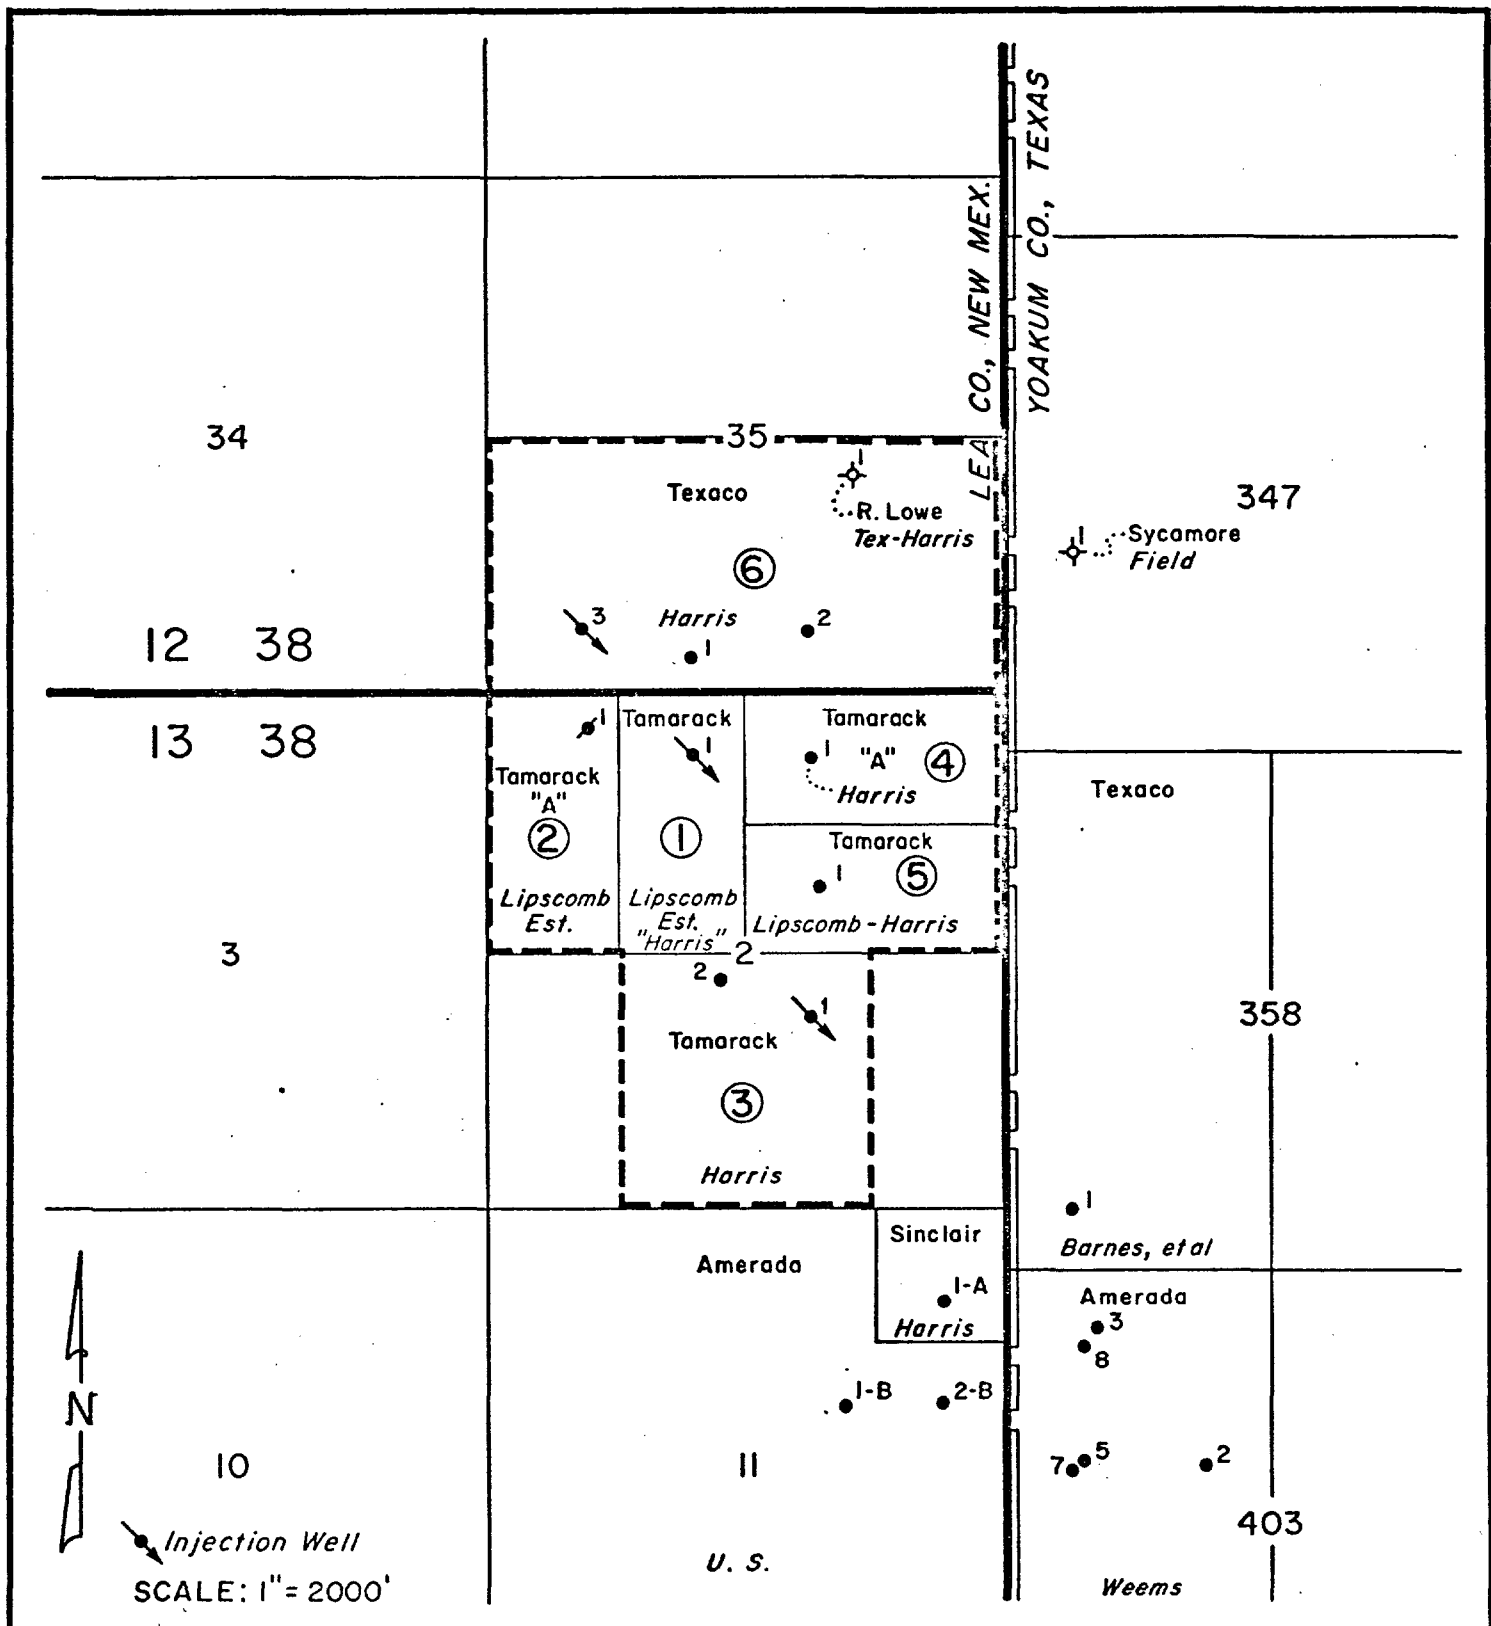 LEA CO., NEW MEX.
YOAKUM CO., TEXAS
34
35
347
1
Texaco
R. Lowe
Tex-Harris
1
Sycamore
Field
6
3
Harris
2
1
12 38
13 38
1
Tamarack
"A"
2
Lipscomb
Est.
Tamarack
1
1
Lipscomb
Est.
"Harris"
Tamarack
1
"A"
4
Harris
Tamarack
1
5
Lipscomb-Harris
Texaco
3
2
2
1
Tamarack
3
Harris
358
1
Barnes, et al
Sinclair
1-A
Harris
Amerada
Amerada
3
8
1-B
2-B
N
10
11
7
5
2
403
Injection Well
SCALE: 1"= 2000'
U. S.
Weems